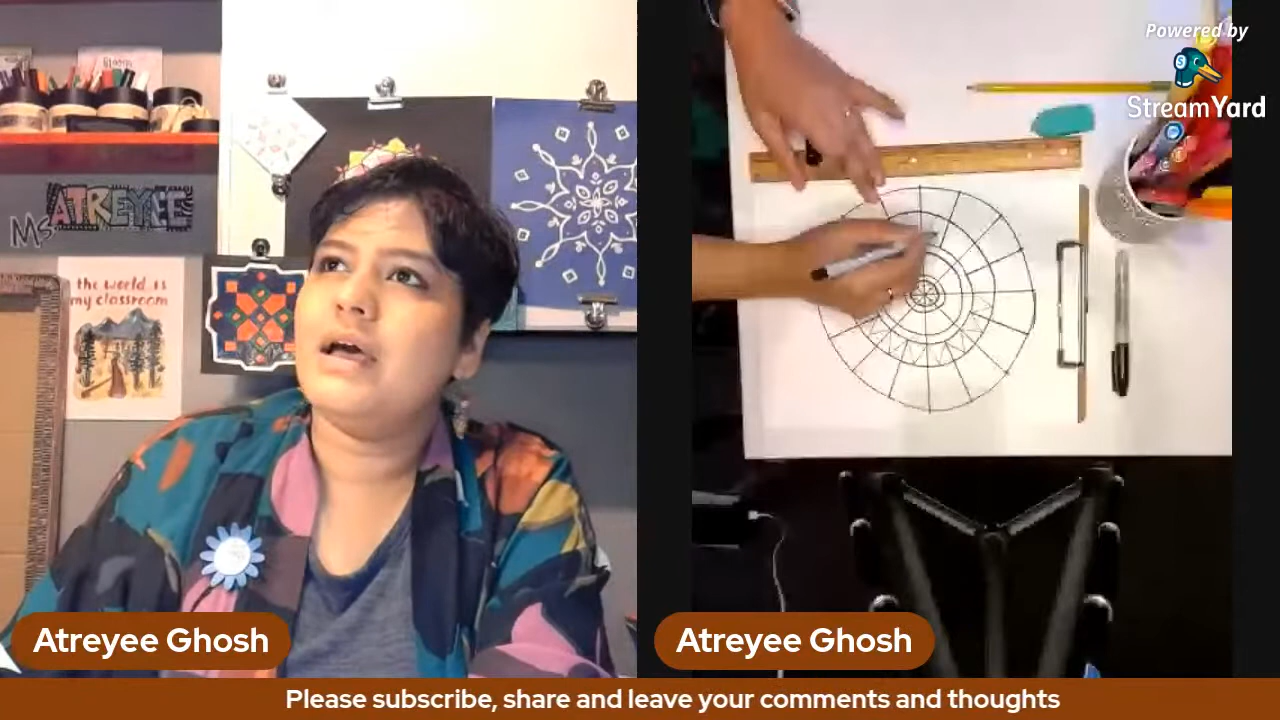 Powered by
StreamYard
Bloom
Ms ATREYEE
the world is
my classroom
Atreyee Ghosh
Atreyee Ghosh
Please subscribe, share and leave your comments and thoughts